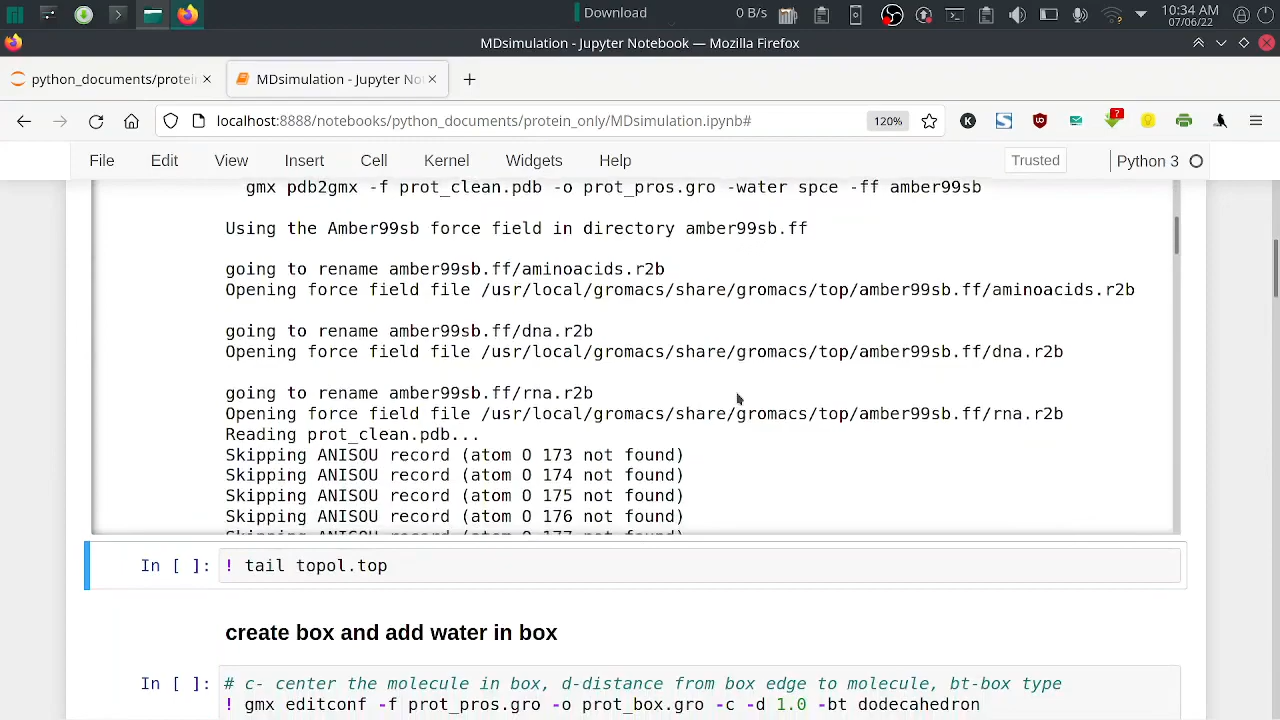 Download
0 B/s
10:34 AM
07/06/22
MDsimulation - Jupyter Notebook — Mozilla Firefox
python_documents/protei
MDsimulation - Jupyter No
localhost:8888/notebooks/python_documents/protein_only/MDsimulation.ipynb#
120%
K
?
File Edit View Insert Cell Kernel Widgets Help
Trusted
Python 3
gmx pdb2gmx -f prot_clean.pdb -o prot_pros.gro -water spce -ff amber99sb
Using the Amber99sb force field in directory amber99sb.ff
going to rename amber99sb.ff/aminoacids.r2b
Opening force field file /usr/local/gromacs/share/gromacs/top/amber99sb.ff/aminoacids.r2b
going to rename amber99sb.ff/dna.r2b
Opening force field file /usr/local/gromacs/share/gromacs/top/amber99sb.ff/dna.r2b
going to rename amber99sb.ff/rna.r2b
Opening force field file /usr/local/gromacs/share/gromacs/top/amber99sb.ff/rna.r2b
Reading prot_clean.pdb...
Skipping ANISOU record (atom O 173 not found)
Skipping ANISOU record (atom O 174 not found)
Skipping ANISOU record (atom O 175 not found)
Skipping ANISOU record (atom O 176 not found)
Skipping ANISOU record (atom O 177 not found)
In [ ]: ! tail topol.top
create box and add water in box
In [ ]: # c- center the molecule in box, d-distance from box edge to molecule, bt-box type
! gmx editconf -f prot_pros.gro -o prot_box.gro -c -d 1.0 -bt dodecahedron